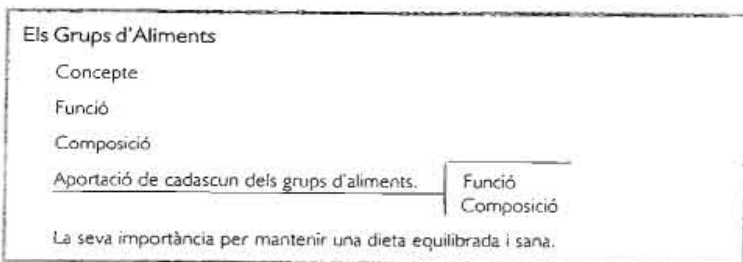 Els Grups d'Aliments
Concepte
Funció
Composició
Aportació de cadascun dels grups d'aliments.
Funció
Composició
La seva importància per mantenir una dieta equilibrada i sana.